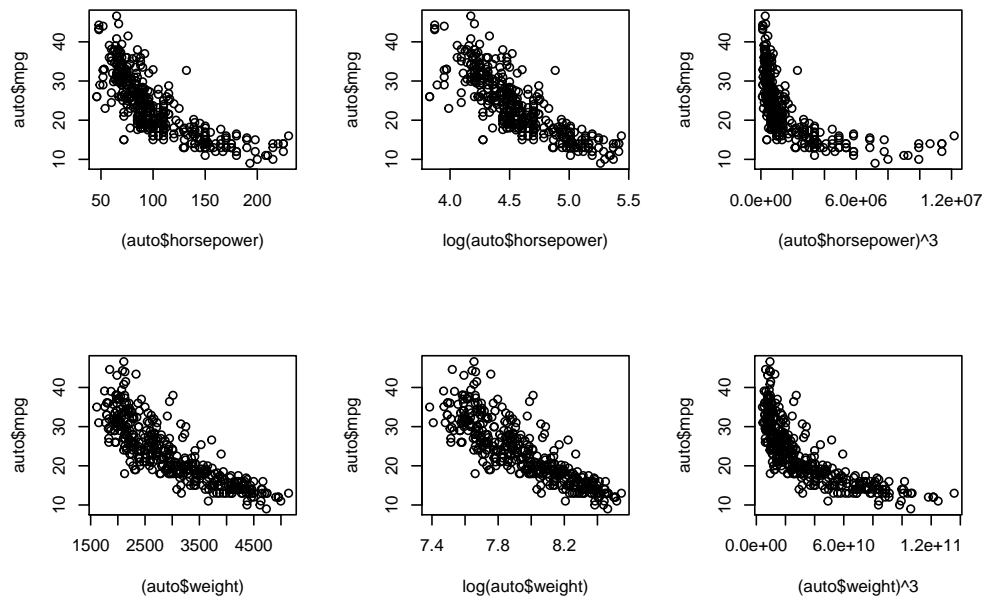 auto$mpg
10 20 30 40
50 100 150 200
(auto$horsepower)
auto$mpg
10 20 30 40
4.0 4.5 5.0 5.5
log(auto$horsepower)
auto$mpg
10 20 30 40
0.0e+00 6.0e+06 1.2e+07
(auto$horsepower)^3
auto$mpg
10 20 30 40
1500 2500 3500 4500
(auto$weight)
auto$mpg
10 20 30 40
7.4 7.8 8.2
log(auto$weight)
auto$mpg
10 20 30 40
0.0e+00 6.0e+10 1.2e+11
(auto$weight)^3